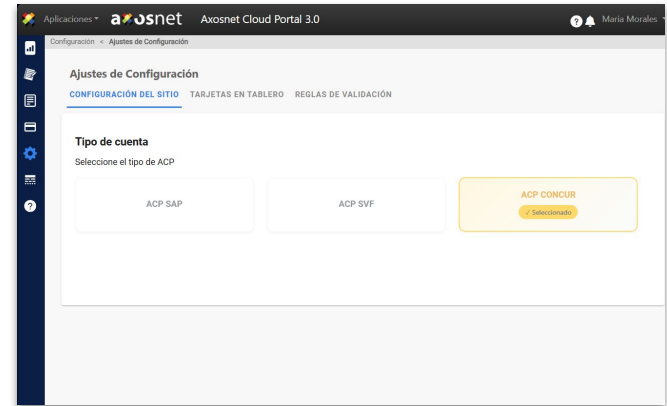 Aplicaciones axosnet Axosnet Cloud Portal 3.0 Maria Morales
Configuración < Ajustes de Configuración
Ajustes de Configuración
CONFIGURACIÓN DEL SITIO TARJETAS EN TABLERO REGLAS DE VALIDACIÓN
Tipo de cuenta
Seleccione el tipo de ACP
ACP SAP
ACP SVF
ACP CONCUR
✓ Seleccionado